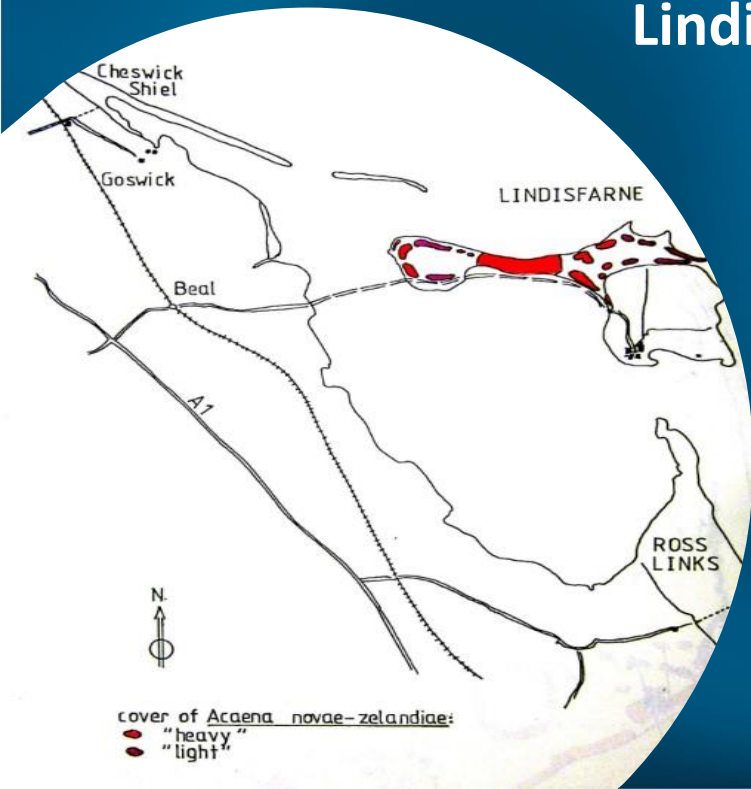 Lindi
Cheswick
Shiel
Goswick
LINDISFARNE
Beal
A1
ROSS
LINKS
N.
cover of Acaena novae-zelandiae:
"heavy"
"light"